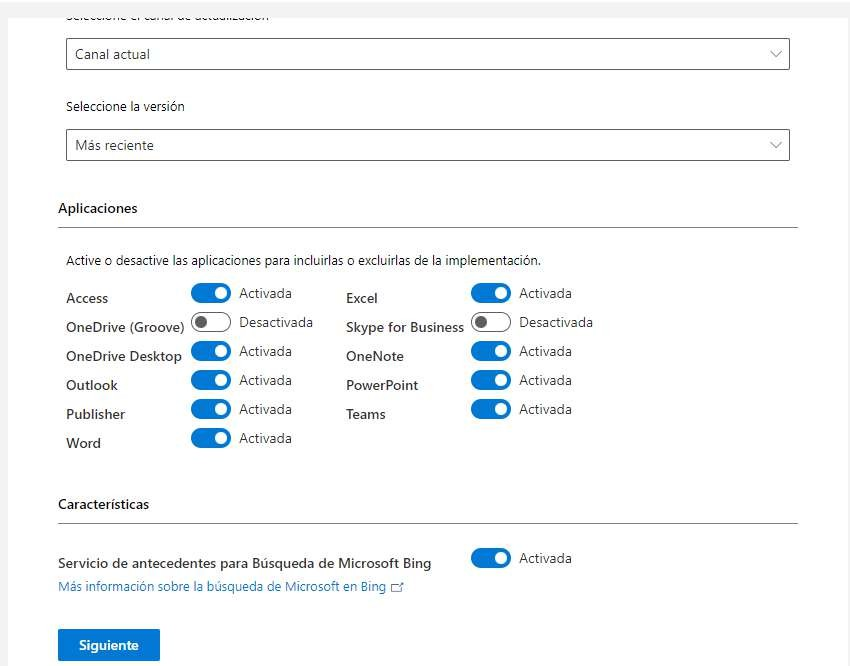 Seleccione el canal de actualización
Canal actual
Seleccione la versión
Más reciente
Aplicaciones
Active o desactive las aplicaciones para incluirlas o excluirlas de la implementación.
Access Activada Excel Activada
OneDrive (Groove) Desactivada Skype for Business Desactivada
OneDrive Desktop Activada OneNote Activada
Outlook Activada PowerPoint Activada
Publisher Activada Teams Activada
Word Activada
Características
Servicio de antecedentes para Búsqueda de Microsoft Bing Activada
Más información sobre la búsqueda de Microsoft en Bing
Siguiente